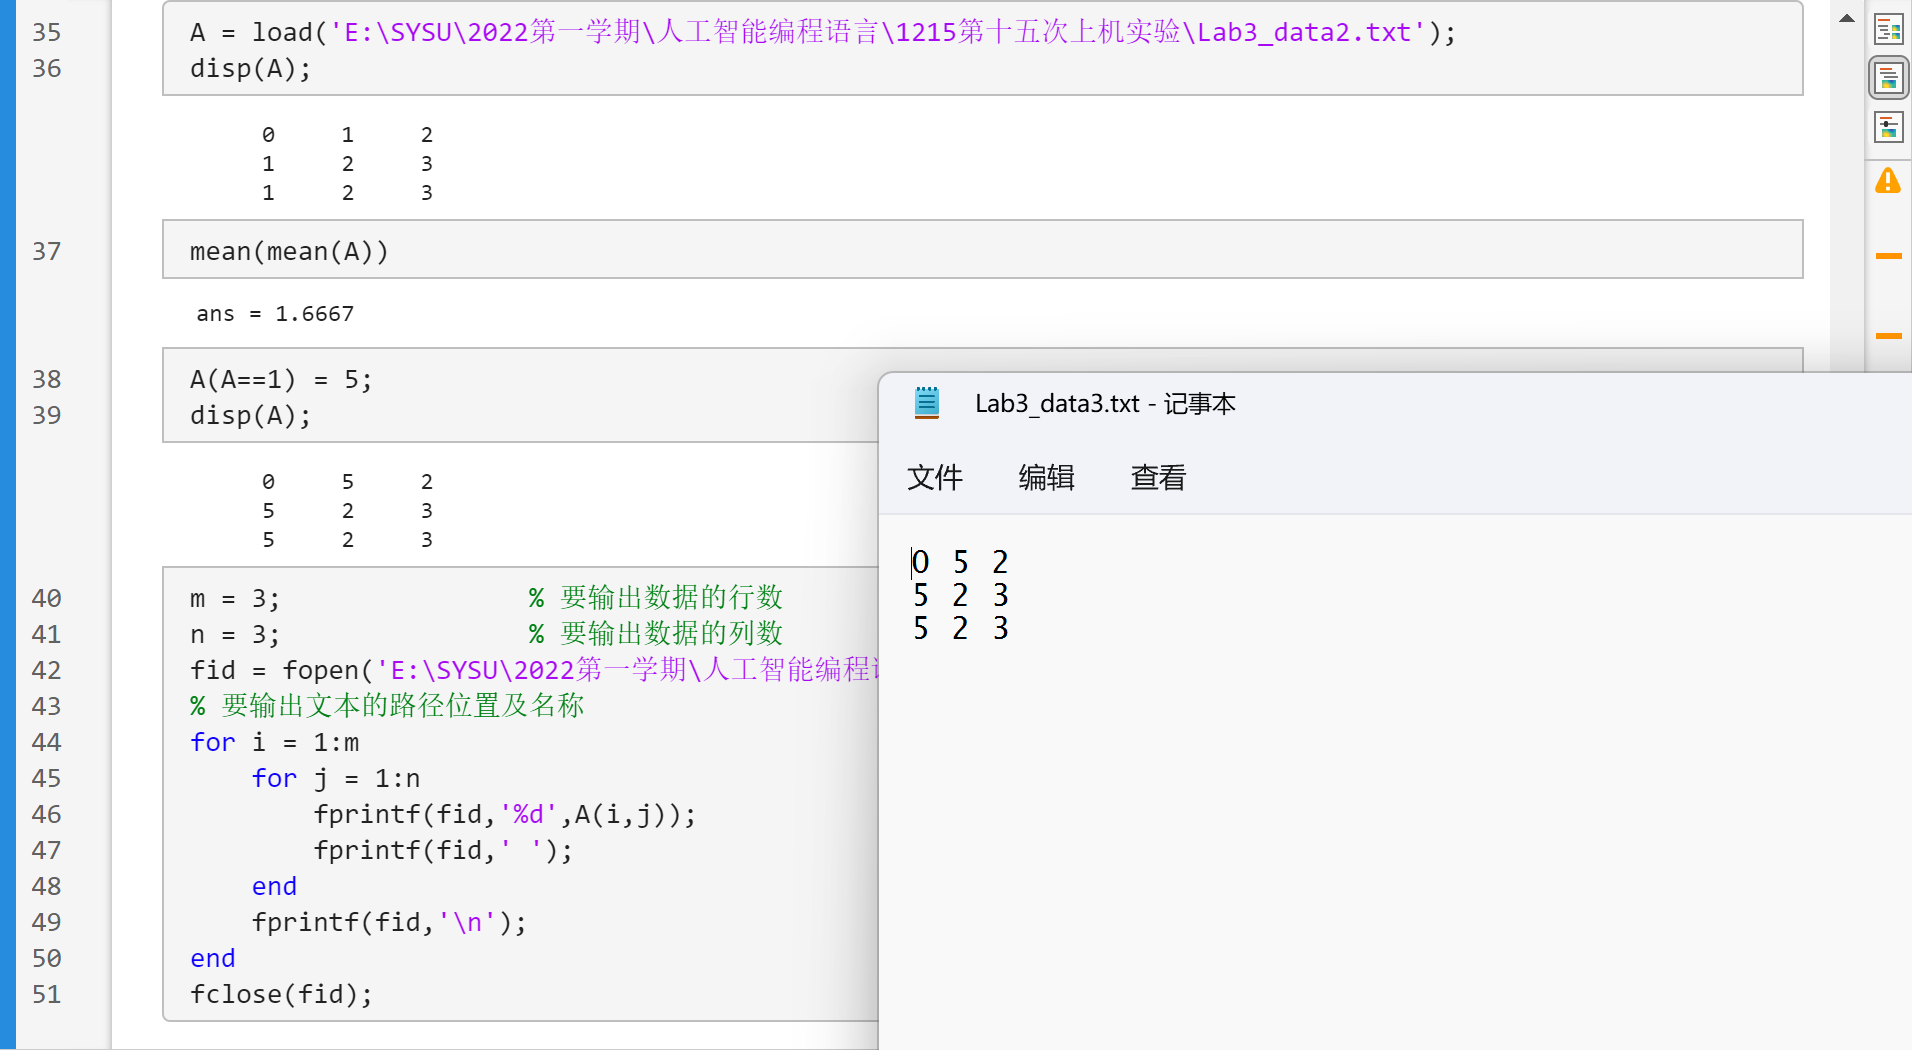 35 A = load('E:\SYSU\2022第一学期\人工智能编程语言\1215第十五次上机实验\Lab3_data2.txt');
36 disp(A);
0 1 2
1 2 3
1 2 3
37 mean(mean(A))
ans = 1.6667
38 A(A==1) = 5;
39 disp(A);
0 5 2
5 2 3
5 2 3
40 m = 3; % 要输出数据的行数
41 n = 3; % 要输出数据的列数
42 fid = fopen('E:\SYSU\2022第一学期\人工智能编程
43 % 要输出文本的路径位置及名称
44 for i = 1:m
45 for j = 1:n
46 fprintf(fid,'%d',A(i,j));
47 fprintf(fid,' ');
48 end
49 fprintf(fid,'\n');
50 end
51 fclose(fid);
Lab3_data3.txt - 记事本
文件 编辑 查看
0 5 2
5 2 3
5 2 3